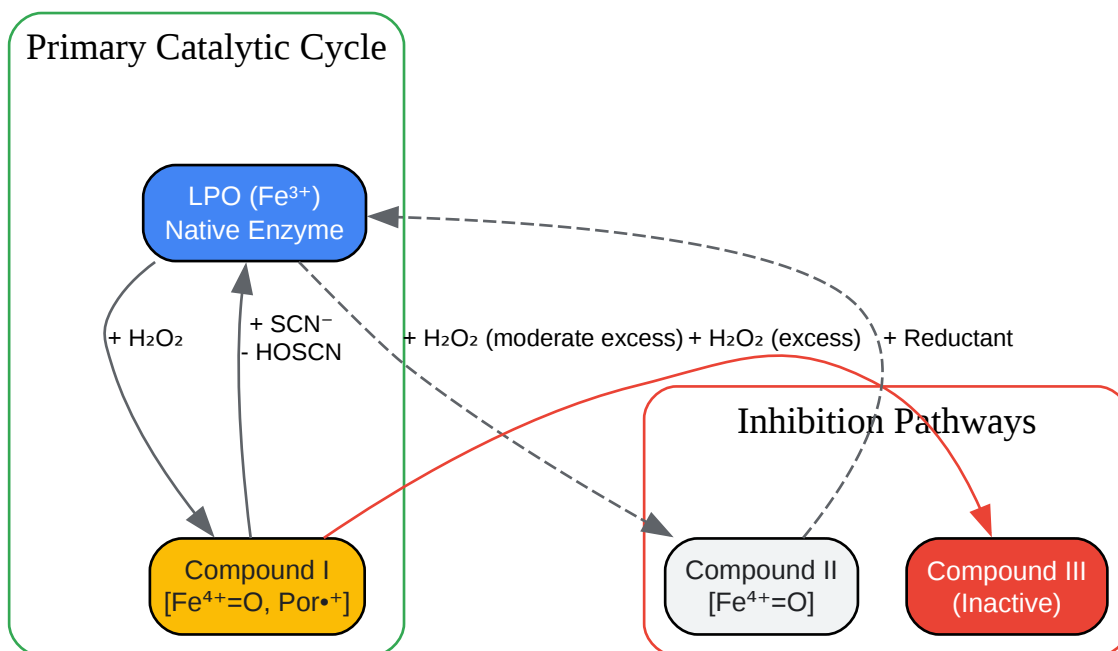 Primary Catalytic Cycle
LPO (Fe³⁺)
Native Enzyme
+ H₂O₂
+ SCN⁻
- HOSCN
+ H₂O₂ (moderate excess)
+ H₂O₂ (excess)
+ Reductant
Inhibition Pathways
Compound I
[Fe⁴⁺=O, Por•⁺]
Compound II
[Fe⁴⁺=O]
Compound III
(Inactive)